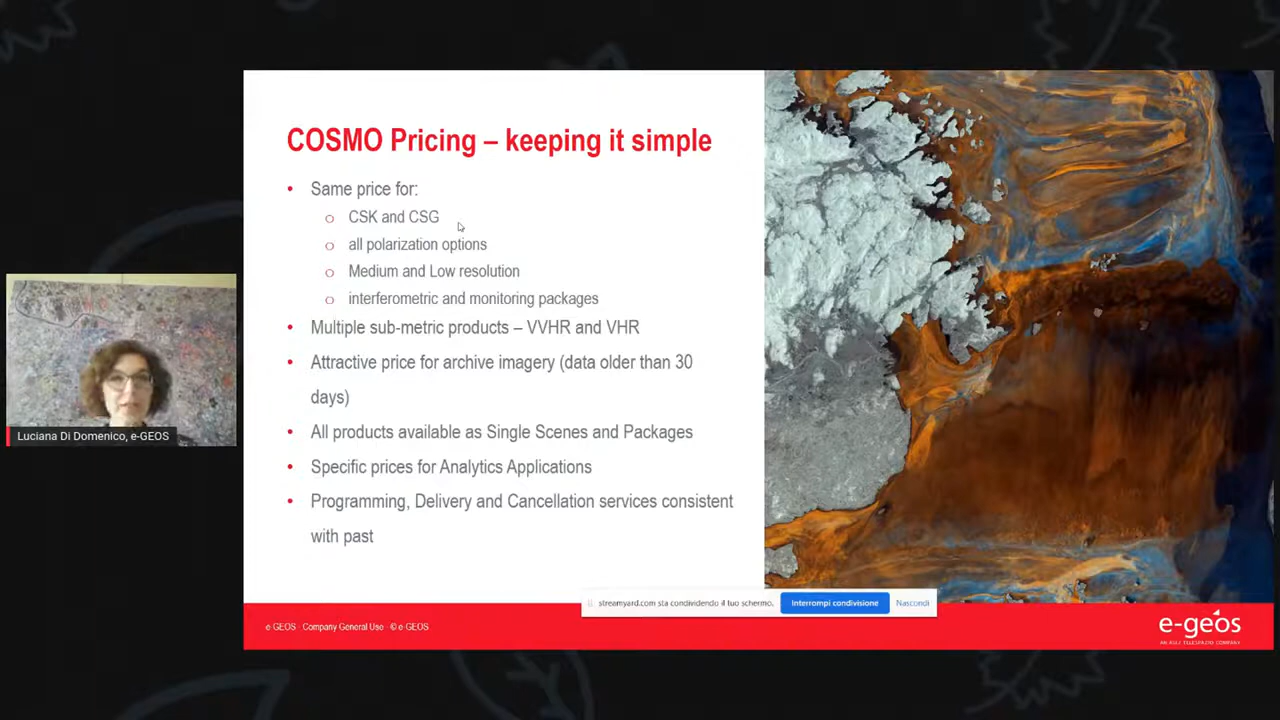 COSMO Pricing – keeping it simple
• Same price for:
o CSK and CSG
o all polarization options
o Medium and Low resolution
o interferometric and monitoring packages
• Multiple sub-metric products – VVHR and VHR
• Attractive price for archive imagery (data older than 30
days)
• All products available as Single Scenes and Packages
• Specific prices for Analytics Applications
• Programming, Delivery and Cancellation services consistent
with past
Luciana Di Domenico, e-GEOS
streamyard.com sta condividendo il tuo schermo.
Interrompi condivisione
Nascondi
e-GEOS - Company General Use - © e-GEOS
e-geos
AN ASI / TELESPAZIO COMPANY